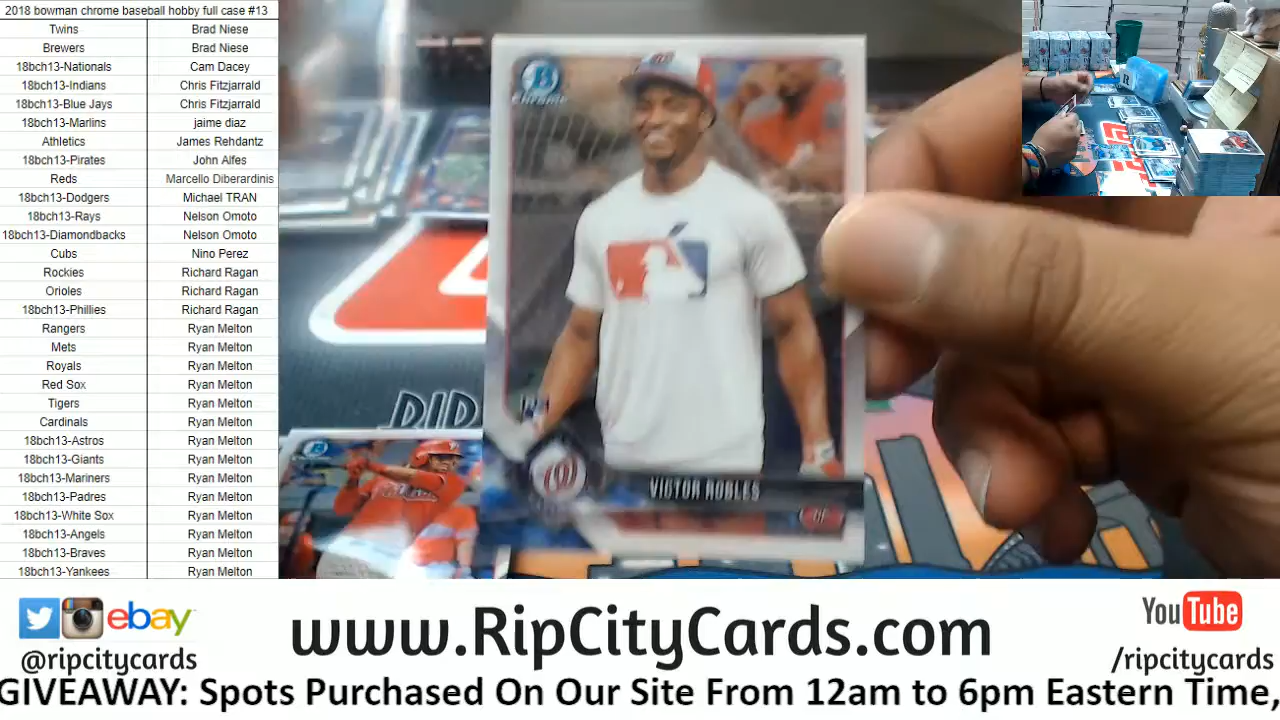 2018 bowman chrome baseball hobby full case #13
Twins Brad Niese
Brewers Brad Niese
18bch13-Nationals Cam Dacey
18bch13-Indians Chris Fitzjarrald
18bch13-Blue Jays Chris Fitzjarrald
18bch13-Marlins jaime diaz
Athletics James Rehdantz
18bch13-Pirates John Alfes
Reds Marcello Diberardinis
18bch13-Dodgers Michael TRAN
18bch13-Rays Nelson Omoto
18bch13-Diamondbacks Nelson Omoto
Cubs Nino Perez
Rockies Richard Ragan
Orioles Richard Ragan
18bch13-Phillies Richard Ragan
Rangers Ryan Melton
Mets Ryan Melton
Royals Ryan Melton
Red Sox Ryan Melton
Tigers Ryan Melton
Cardinals Ryan Melton
18bch13-Astros Ryan Melton
18bch13-Giants Ryan Melton
18bch13-Mariners Ryan Melton
18bch13-Padres Ryan Melton
18bch13-White Sox Ryan Melton
18bch13-Angels Ryan Melton
18bch13-Braves Ryan Melton
18bch13-Yankees Ryan Melton
B
Chrome
W
VICTOR ROBLES
OF
RIP
ebay
@ripcitycards
www.RipCityCards.com
YouTube
/ripcitycards
GIVEAWAY: Spots Purchased On Our Site From 12am to 6pm Eastern Time,